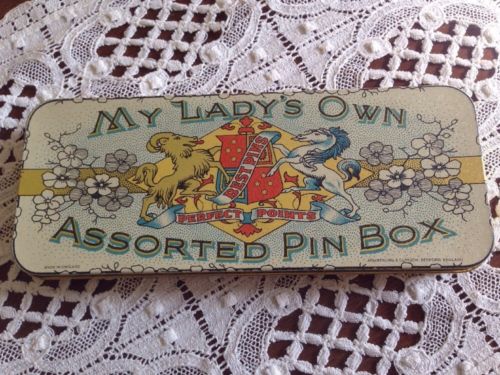 MY LADY'S OWN
BEST PINS
PERFECT POINTS
ASSORTED PIN BOX